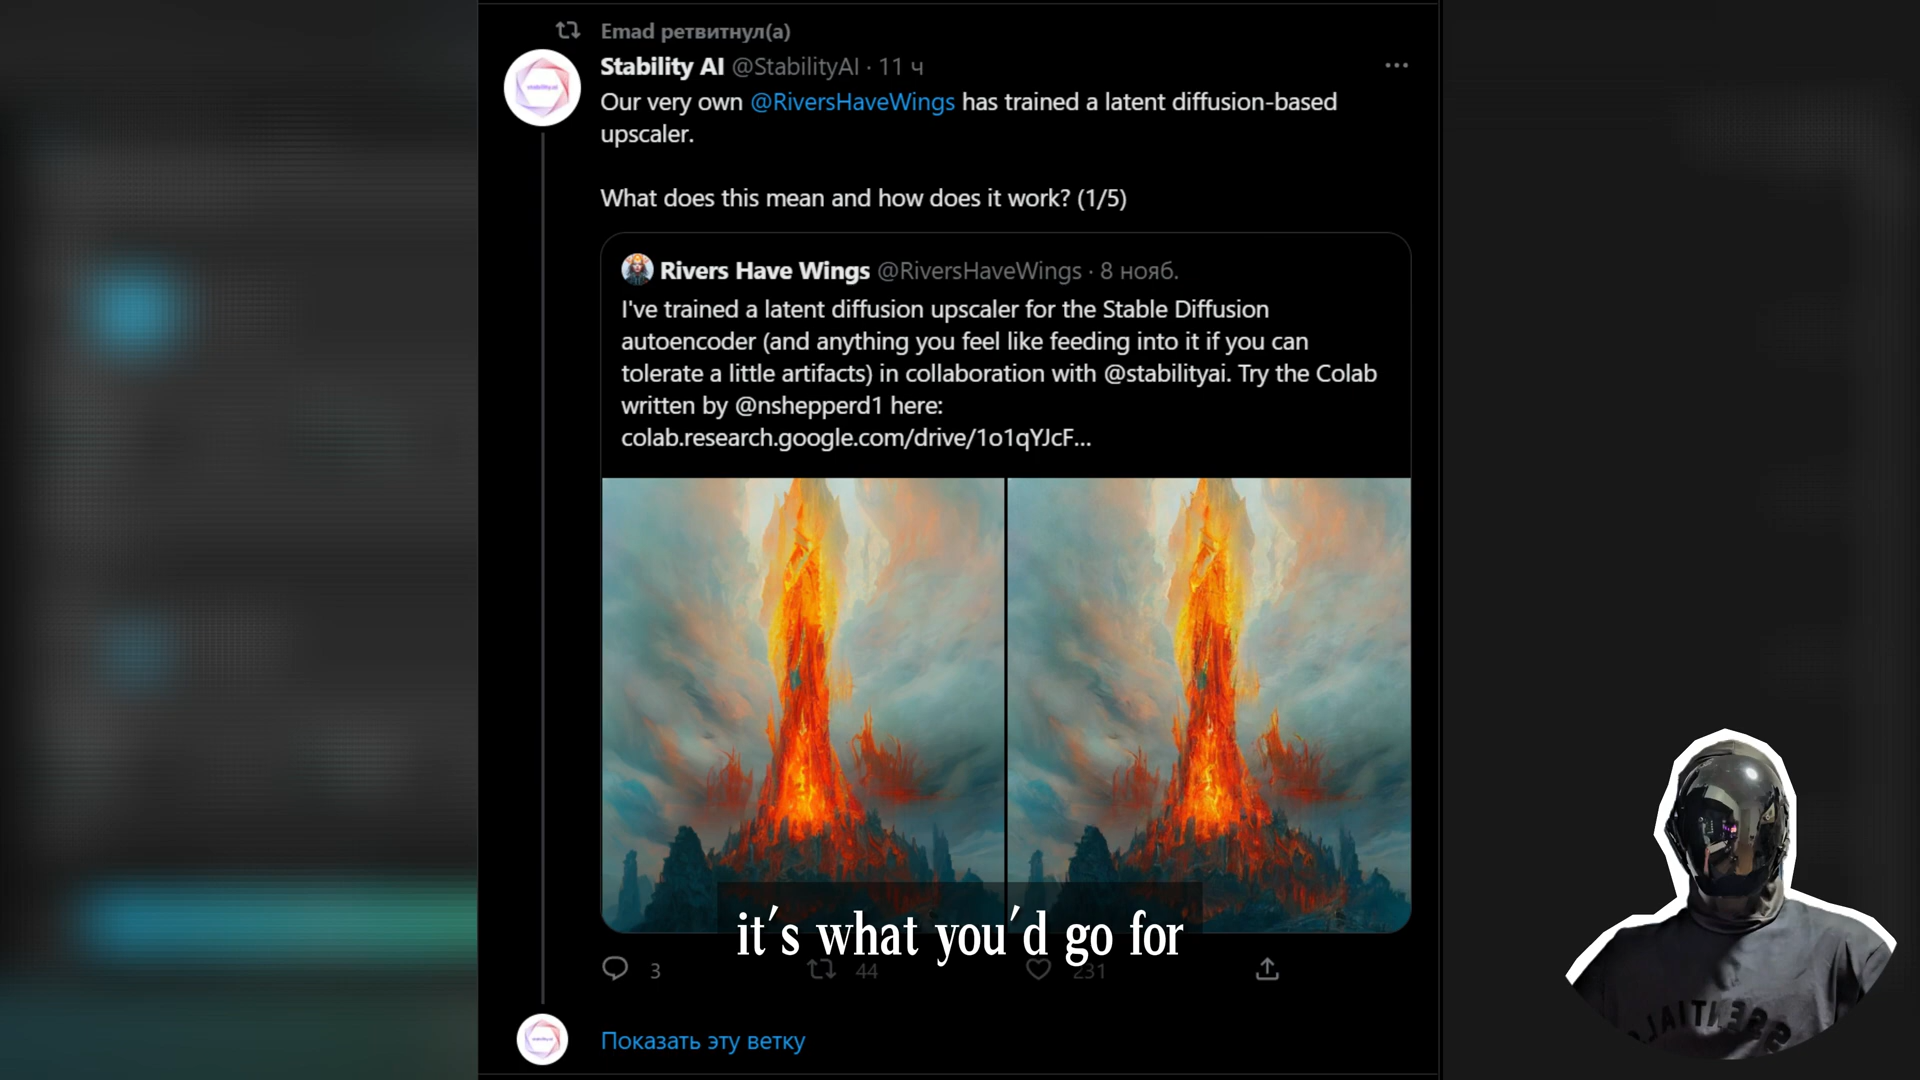 Emad ретвитнул(а)
Stability AI @StabilityAI · 11 ч
Our very own @RiversHaveWings has trained a latent diffusion-based
upscaler.
What does this mean and how does it work? (1/5)
Rivers Have Wings @RiversHaveWings · 8 нояб.
I've trained a latent diffusion upscaler for the Stable Diffusion
autoencoder (and anything you feel like feeding into it if you can
tolerate a little artifacts) in collaboration with @stabilityai. Try the Colab
written by @nshepperd1 here:
colab.research.google.com/drive/1o1qYJcF...
it's what you'd go for
3 44 231
Показать эту ветку